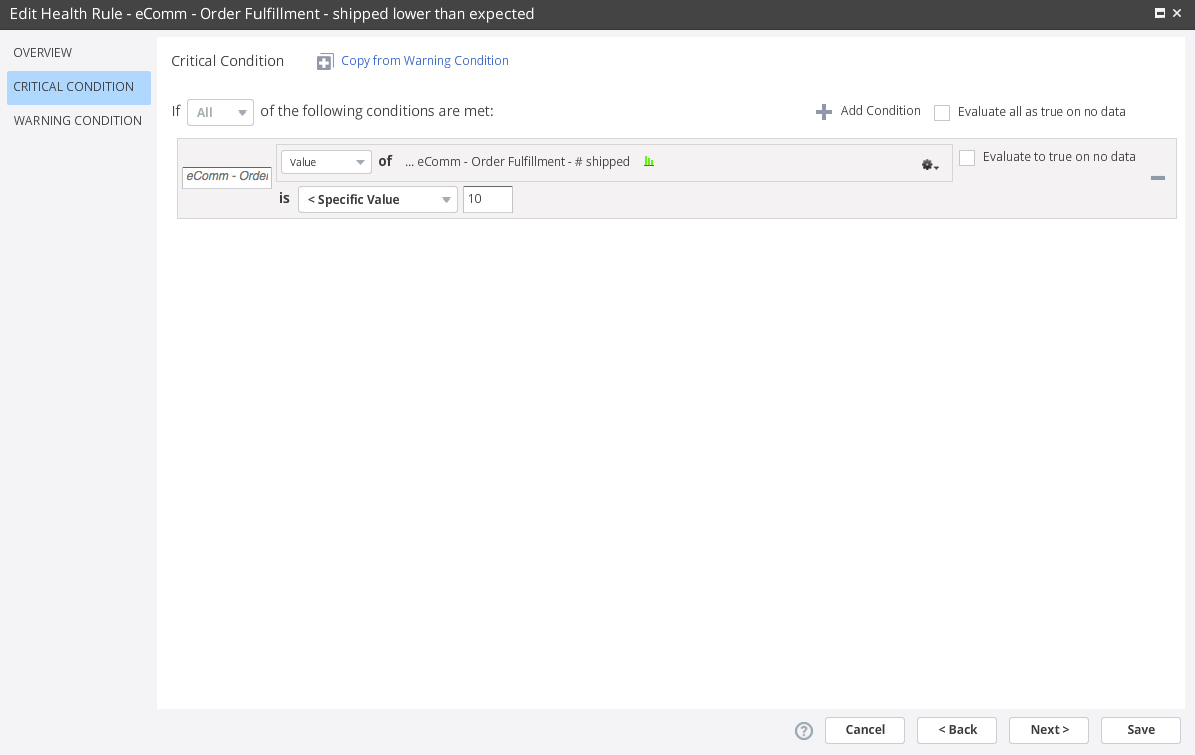 Edit Health Rule - eComm - Order Fulfillment - shipped lower than expected
OVERVIEW
CRITICAL CONDITION
WARNING CONDITION
Critical Condition Copy from Warning Condition
If All of the following conditions are met: Add Condition Evaluate all as true on no data
eComm - Order
Value of ... eComm - Order Fulfillment - # shipped Evaluate to true on no data
is < Specific Value 10
? Cancel < Back Next > Save